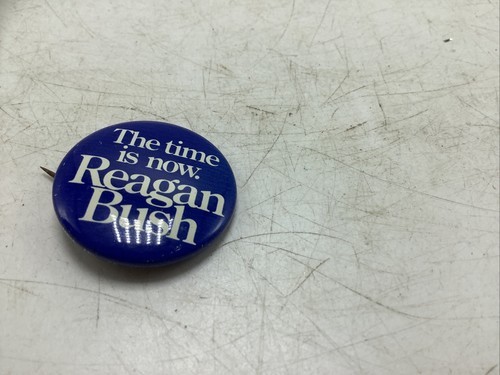 The time
is now.
Reagan
Bush